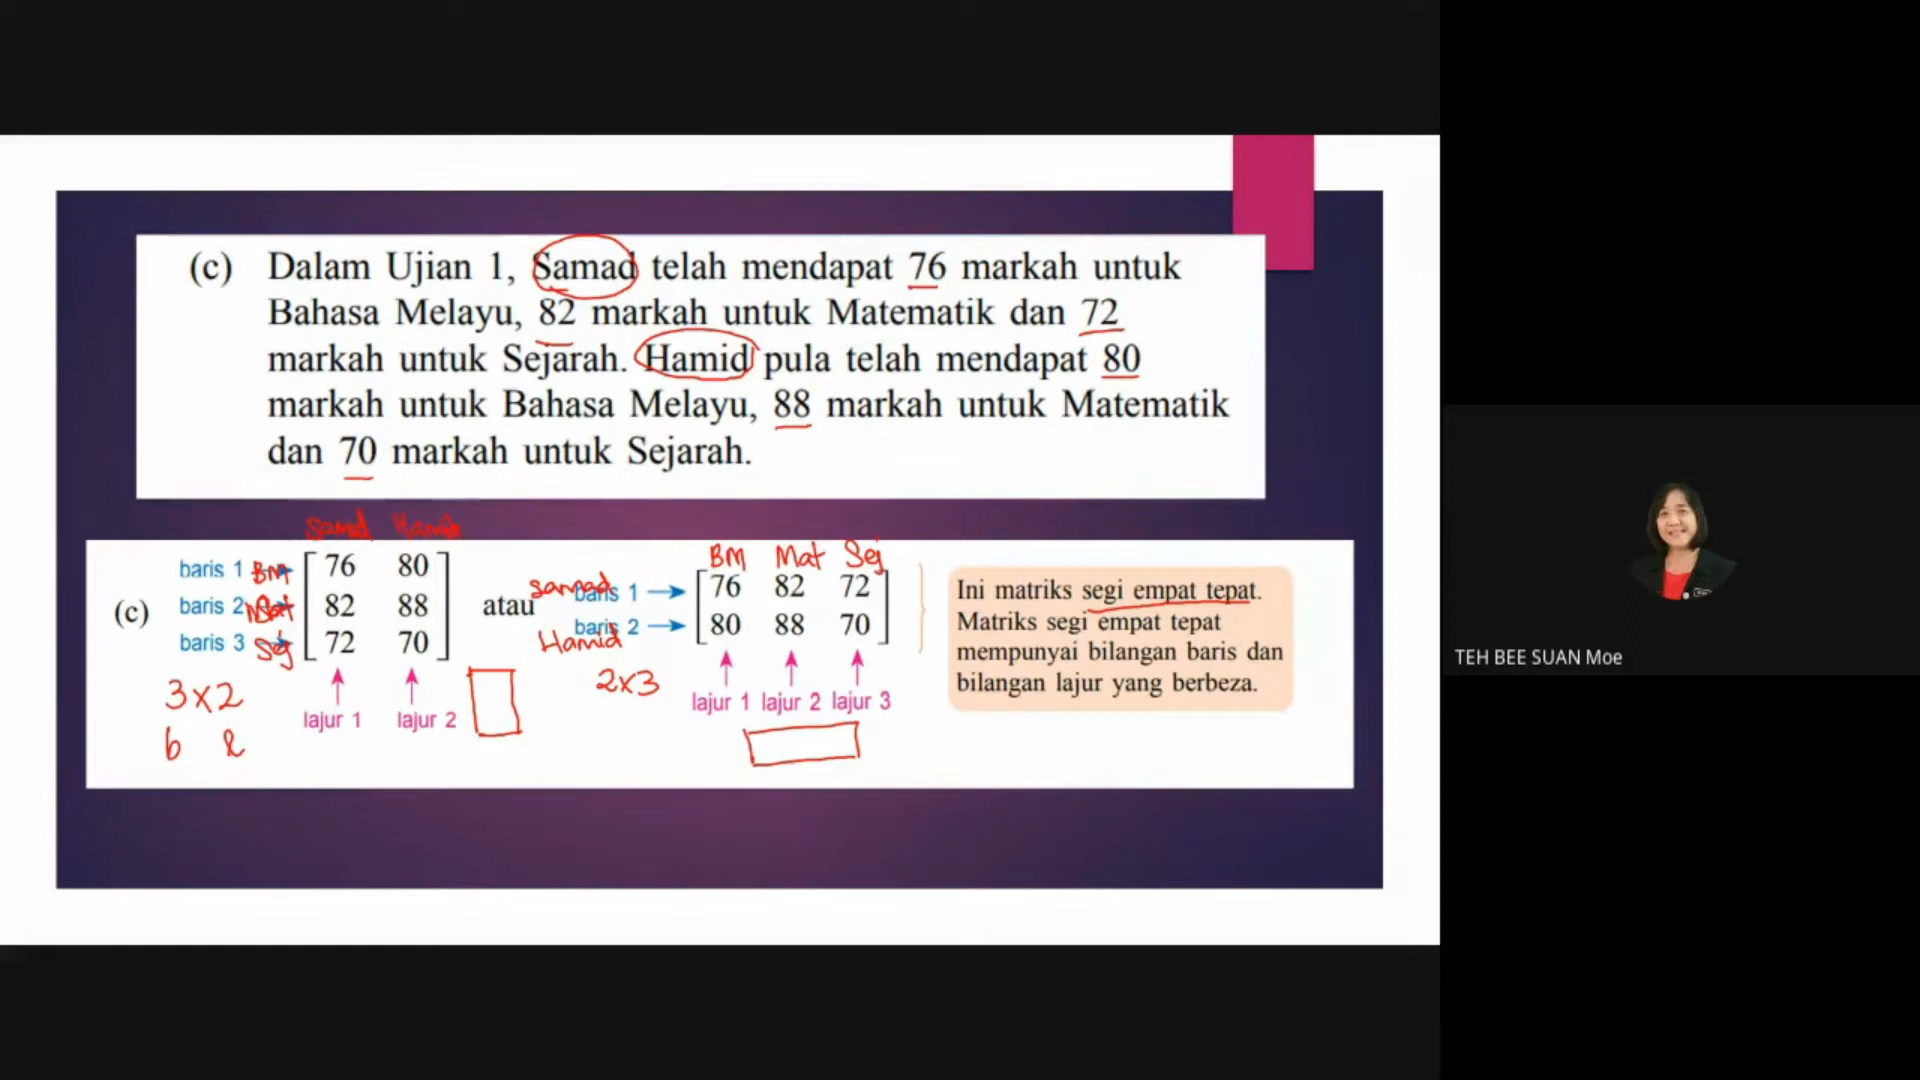 (c) Dalam Ujian 1, Samad telah mendapat 76 markah untuk
Bahasa Melayu, 82 markah untuk Matematik dan 72
markah untuk Sejarah. Hamid pula telah mendapat 80
markah untuk Bahasa Melayu, 88 markah untuk Matematik
dan 70 markah untuk Sejarah.
Samad Hamid
(c)
baris 1 BM 76 80
baris 2 Mat 82 88
baris 3 Sej 72 70
lajur 1 lajur 2
3x2
b l
atau
BM Mat Sej
Samad baris 1 76 82 72
Hamid baris 2 80 88 70
2x3
lajur 1 lajur 2 lajur 3
Ini matriks segi empat tepat.
Matriks segi empat tepat
mempunyai bilangan baris dan
bilangan lajur yang berbeza.
TEH BEE SUAN Moe